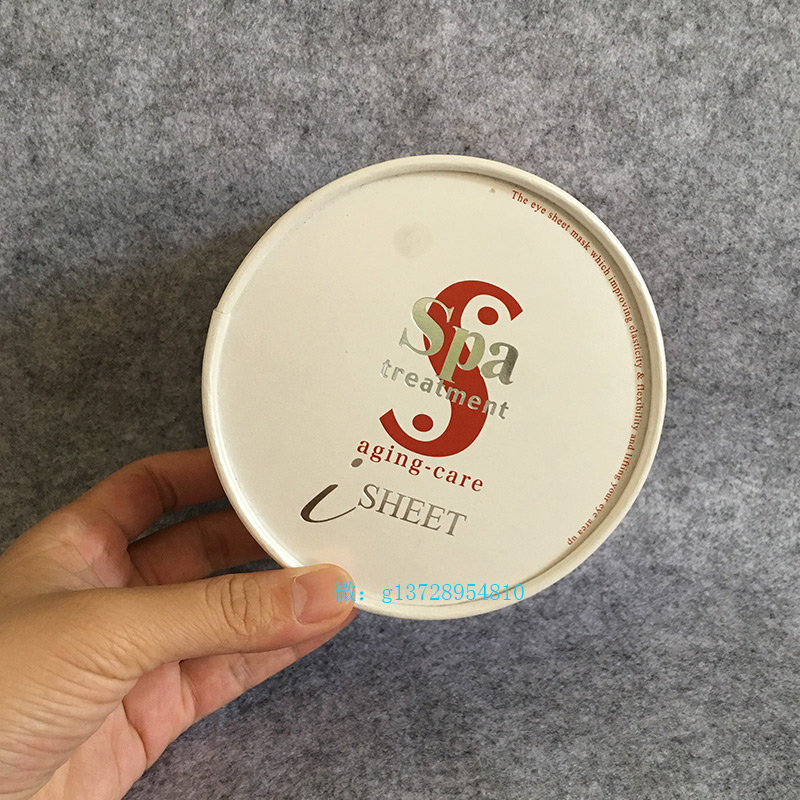 The eye sheet mask which improving elasticity & flexibility and lifting your eye area up
S
Spa
treatment
aging-care
i SHEET
微：g13728954810